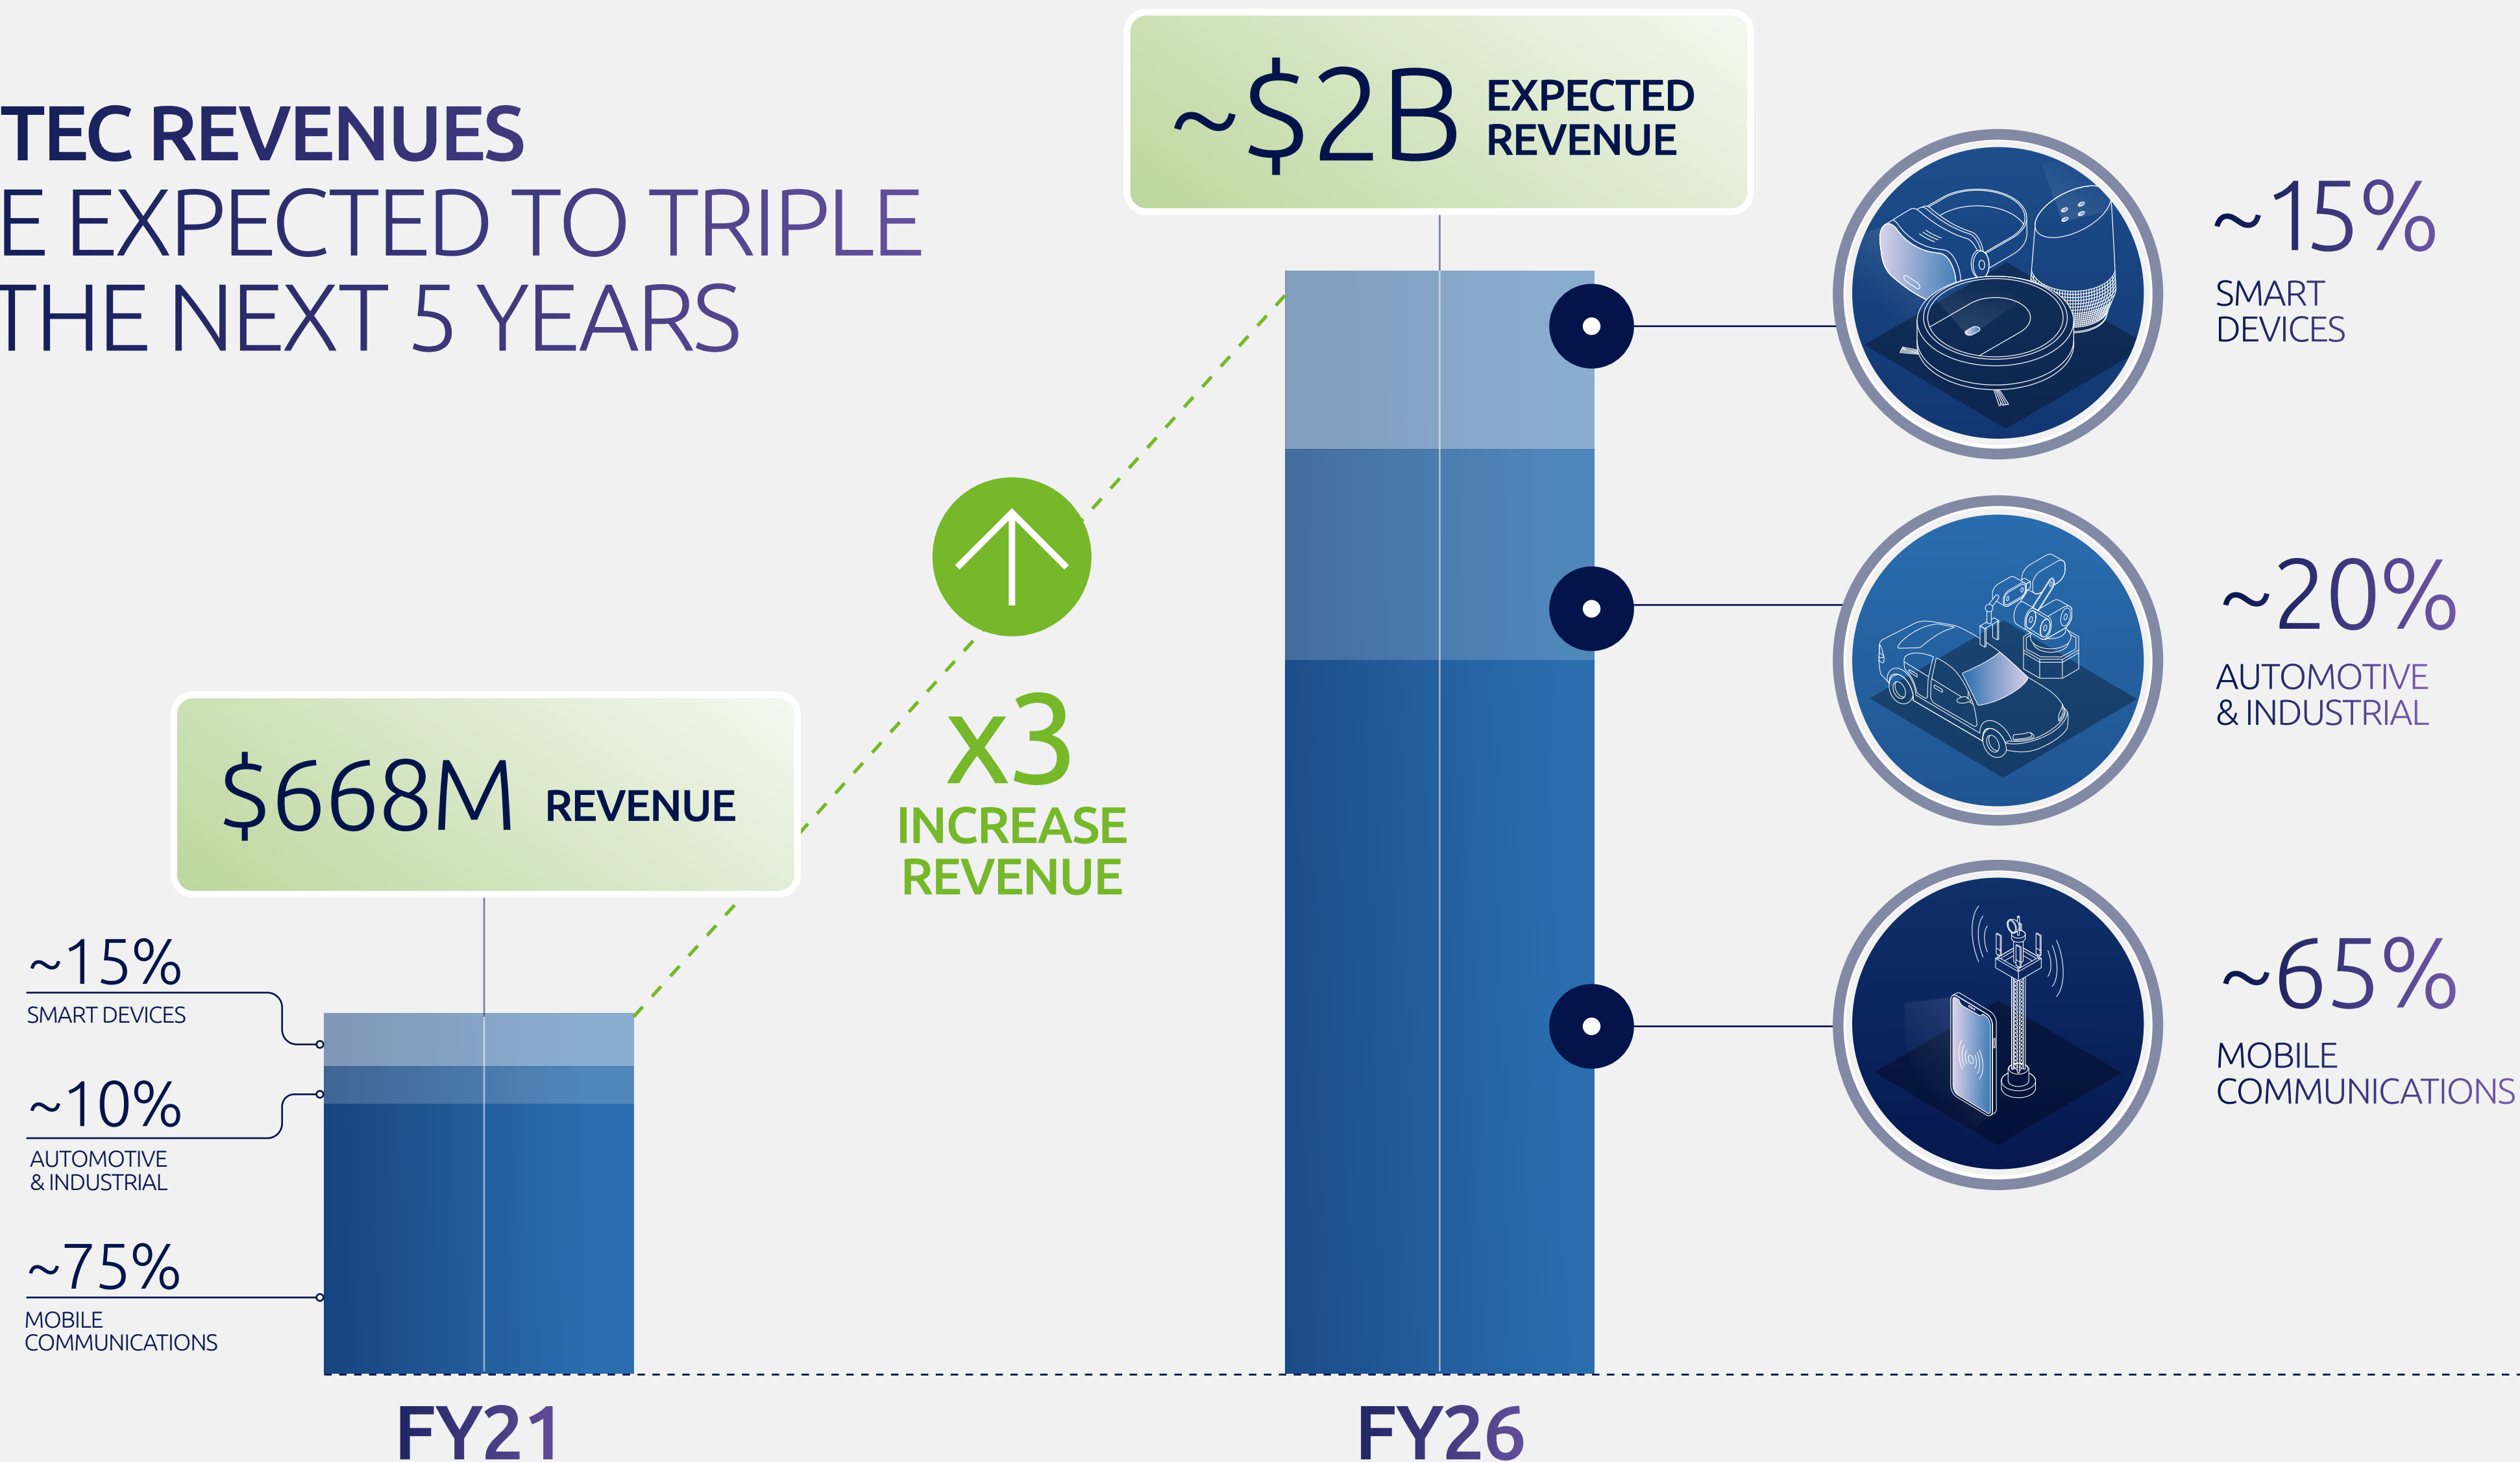 TEC REVENUES
E EXPECTED TO TRIPLE
THE NEXT 5 YEARS
~$2B EXPECTED
REVENUE
~15%
SMART
DEVICES
~20%
AUTOMOTIVE
& INDUSTRIAL
~65%
MOBILE
COMMUNICATIONS
x3
INCREASE
REVENUE
$668M REVENUE
~15%
SMART DEVICES
~10%
AUTOMOTIVE
& INDUSTRIAL
~75%
MOBILE
COMMUNICATIONS
FY21
FY26